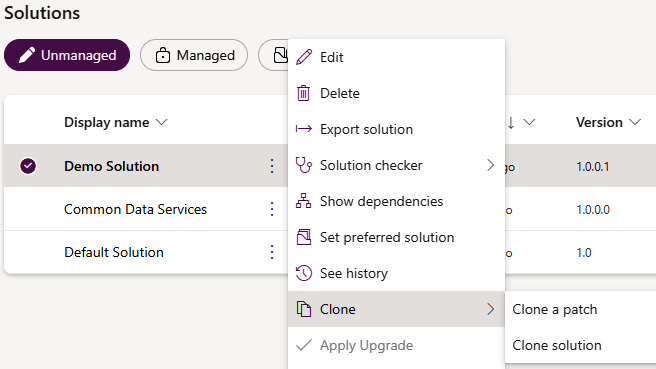 Solutions
Unmanaged
Managed
Display name
Version
Demo Solution
go
1.0.0.1
Common Data Services
o
1.0.0.0
Default Solution
o
1.0
Edit
Delete
Export solution
Solution checker
Show dependencies
Set preferred solution
See history
Clone
Apply Upgrade
Clone a patch
Clone solution